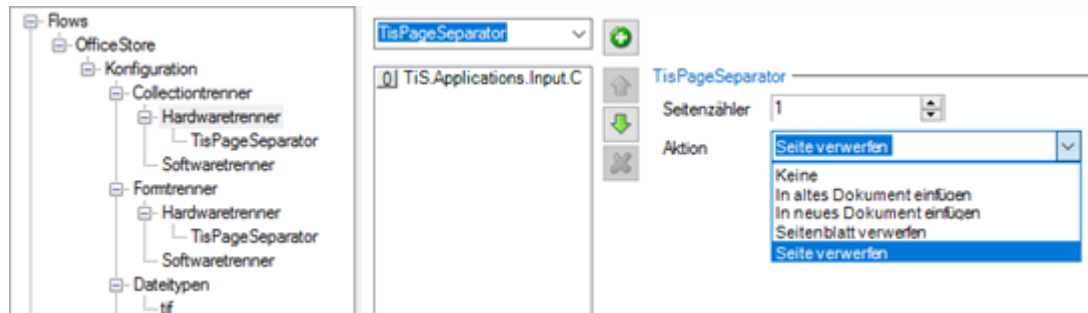 Flows
OfficeStore
Konfiguration
Collectiontrenner
Hardwaretrenner
TisPageSeparator
Softwaretrenner
Formtrenner
Hardwaretrenner
TisPageSeparator
Softwaretrenner
Dateitypen
tif
TisPageSeparator
0 TiS.Applications.Input.C
TisPageSeparator
Seitenzähler 1
Aktion Seite verwerfen
Keine
In altes Dokument einfügen
In neues Dokument einfügen
Seitenblatt verwerfen
Seite verwerfen